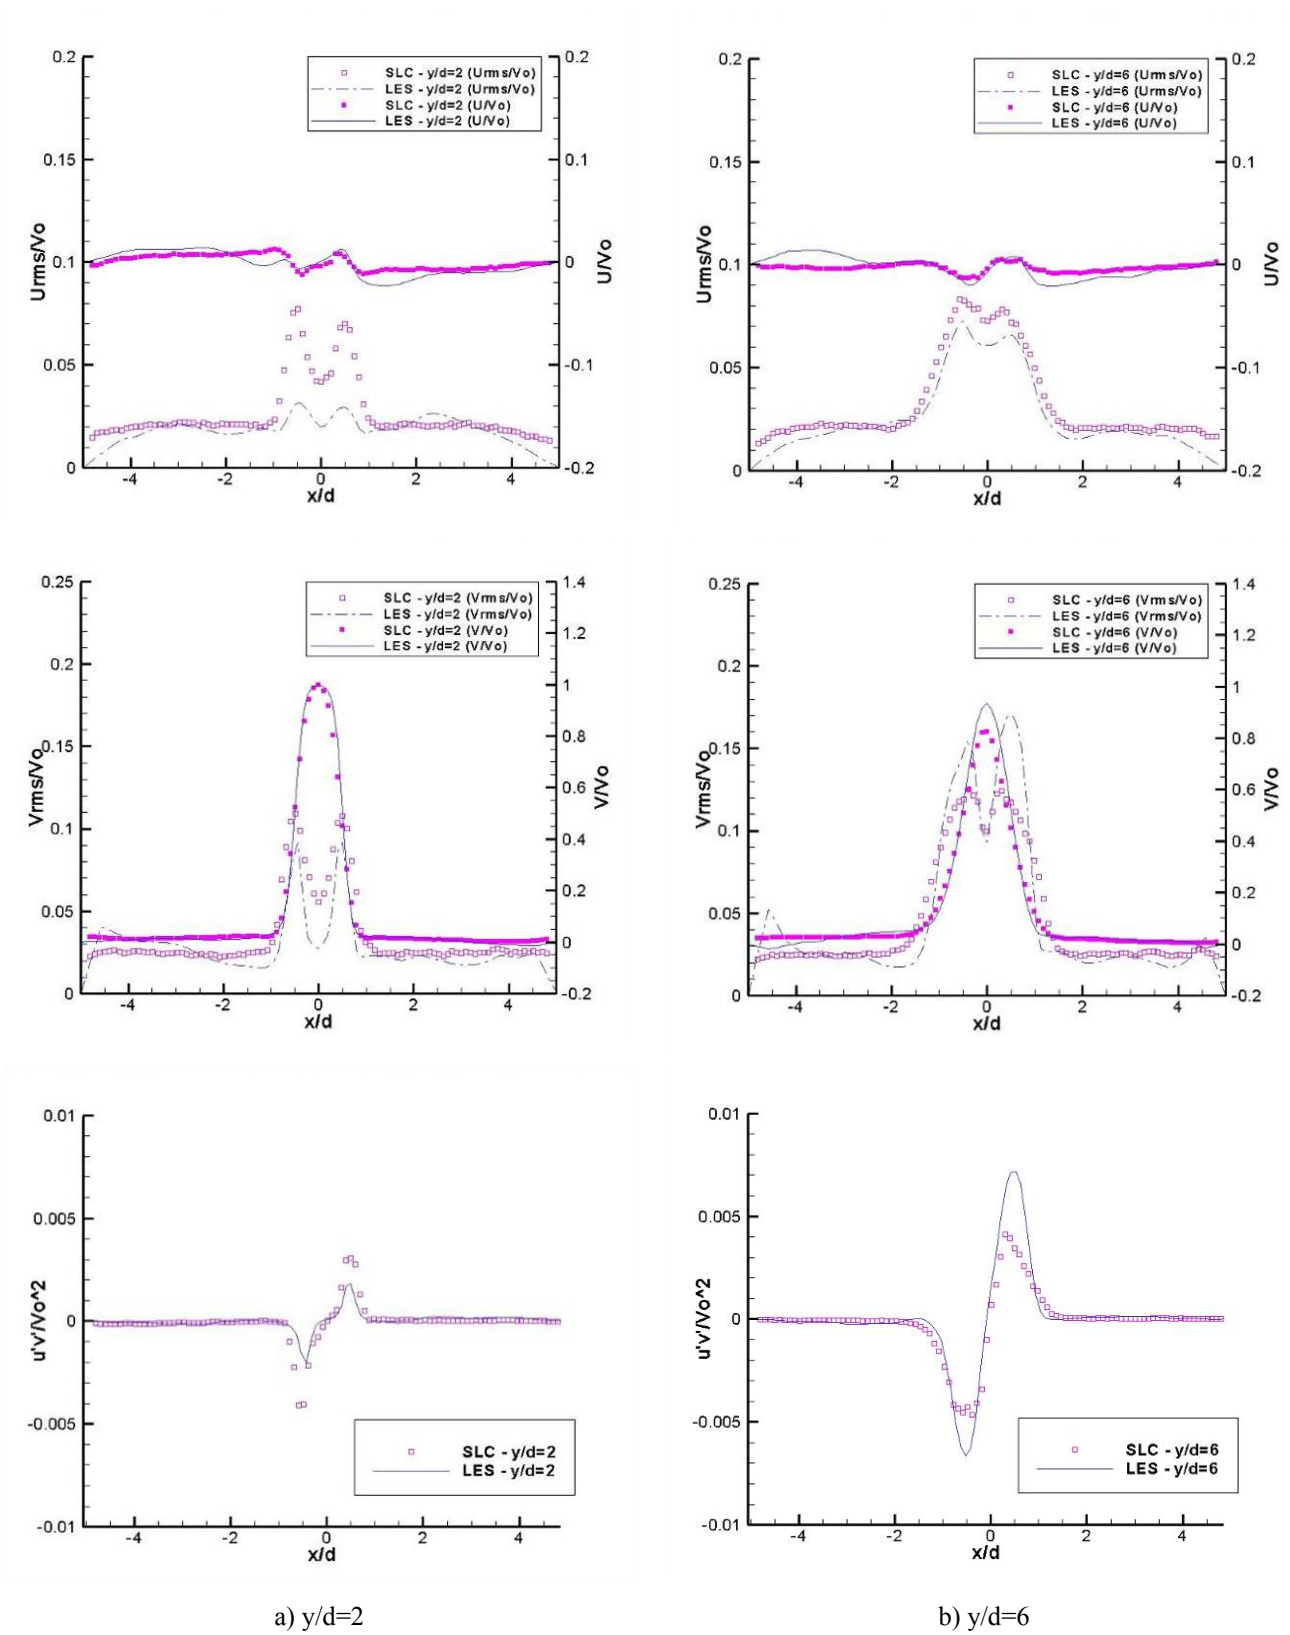 0.2
0.15
0.1
0.05
0
Urms/Vo
0.2
0.1
0
-0.1
-0.2
U/Vo
SLC - y/d=2 (Urms/Vo)
LES - y/d=2 (Urms/Vo)
SLC - y/d=2 (U/Vo)
LES - y/d=2 (U/Vo)
-4 -2 0 2 4
x/d
0.2
0.15
0.1
0.05
0
Urms/Vo
0.2
0.1
0
-0.1
-0.2
U/Vo
SLC - y/d=6 (Urms/Vo)
LES - y/d=6 (Urms/Vo)
SLC - y/d=6 (U/Vo)
LES - y/d=6 (U/Vo)
-4 -2 0 2 4
x/d
0.25
0.2
0.15
0.1
0.05
0
Vrms/Vo
1.4
1.2
1
0.8
0.6
0.4
0.2
0
-0.2
V/Vo
SLC - y/d=2 (Vrms/Vo)
LES - y/d=2 (Vrms/Vo)
SLC - y/d=2 (V/Vo)
LES - y/d=2 (V/Vo)
-4 -2 0 2 4
x/d
0.25
0.2
0.15
0.1
0.05
0
Vrms/Vo
1.4
1.2
1
0.8
0.6
0.4
0.2
0
-0.2
V/Vo
SLC - y/d=6 (Vrms/Vo)
LES - y/d=6 (Vrms/Vo)
SLC - y/d=6 (V/Vo)
LES - y/d=6 (V/Vo)
-4 -2 0 2 4
x/d
0.01
0.005
0
-0.005
-0.01
u'v'/Vo^2
SLC - y/d=2
LES - y/d=2
-4 -2 0 2 4
x/d
0.01
0.005
0
-0.005
-0.01
u'v'/Vo^2
SLC - y/d=6
LES - y/d=6
-4 -2 0 2 4
x/d
a) y/d=2
b) y/d=6